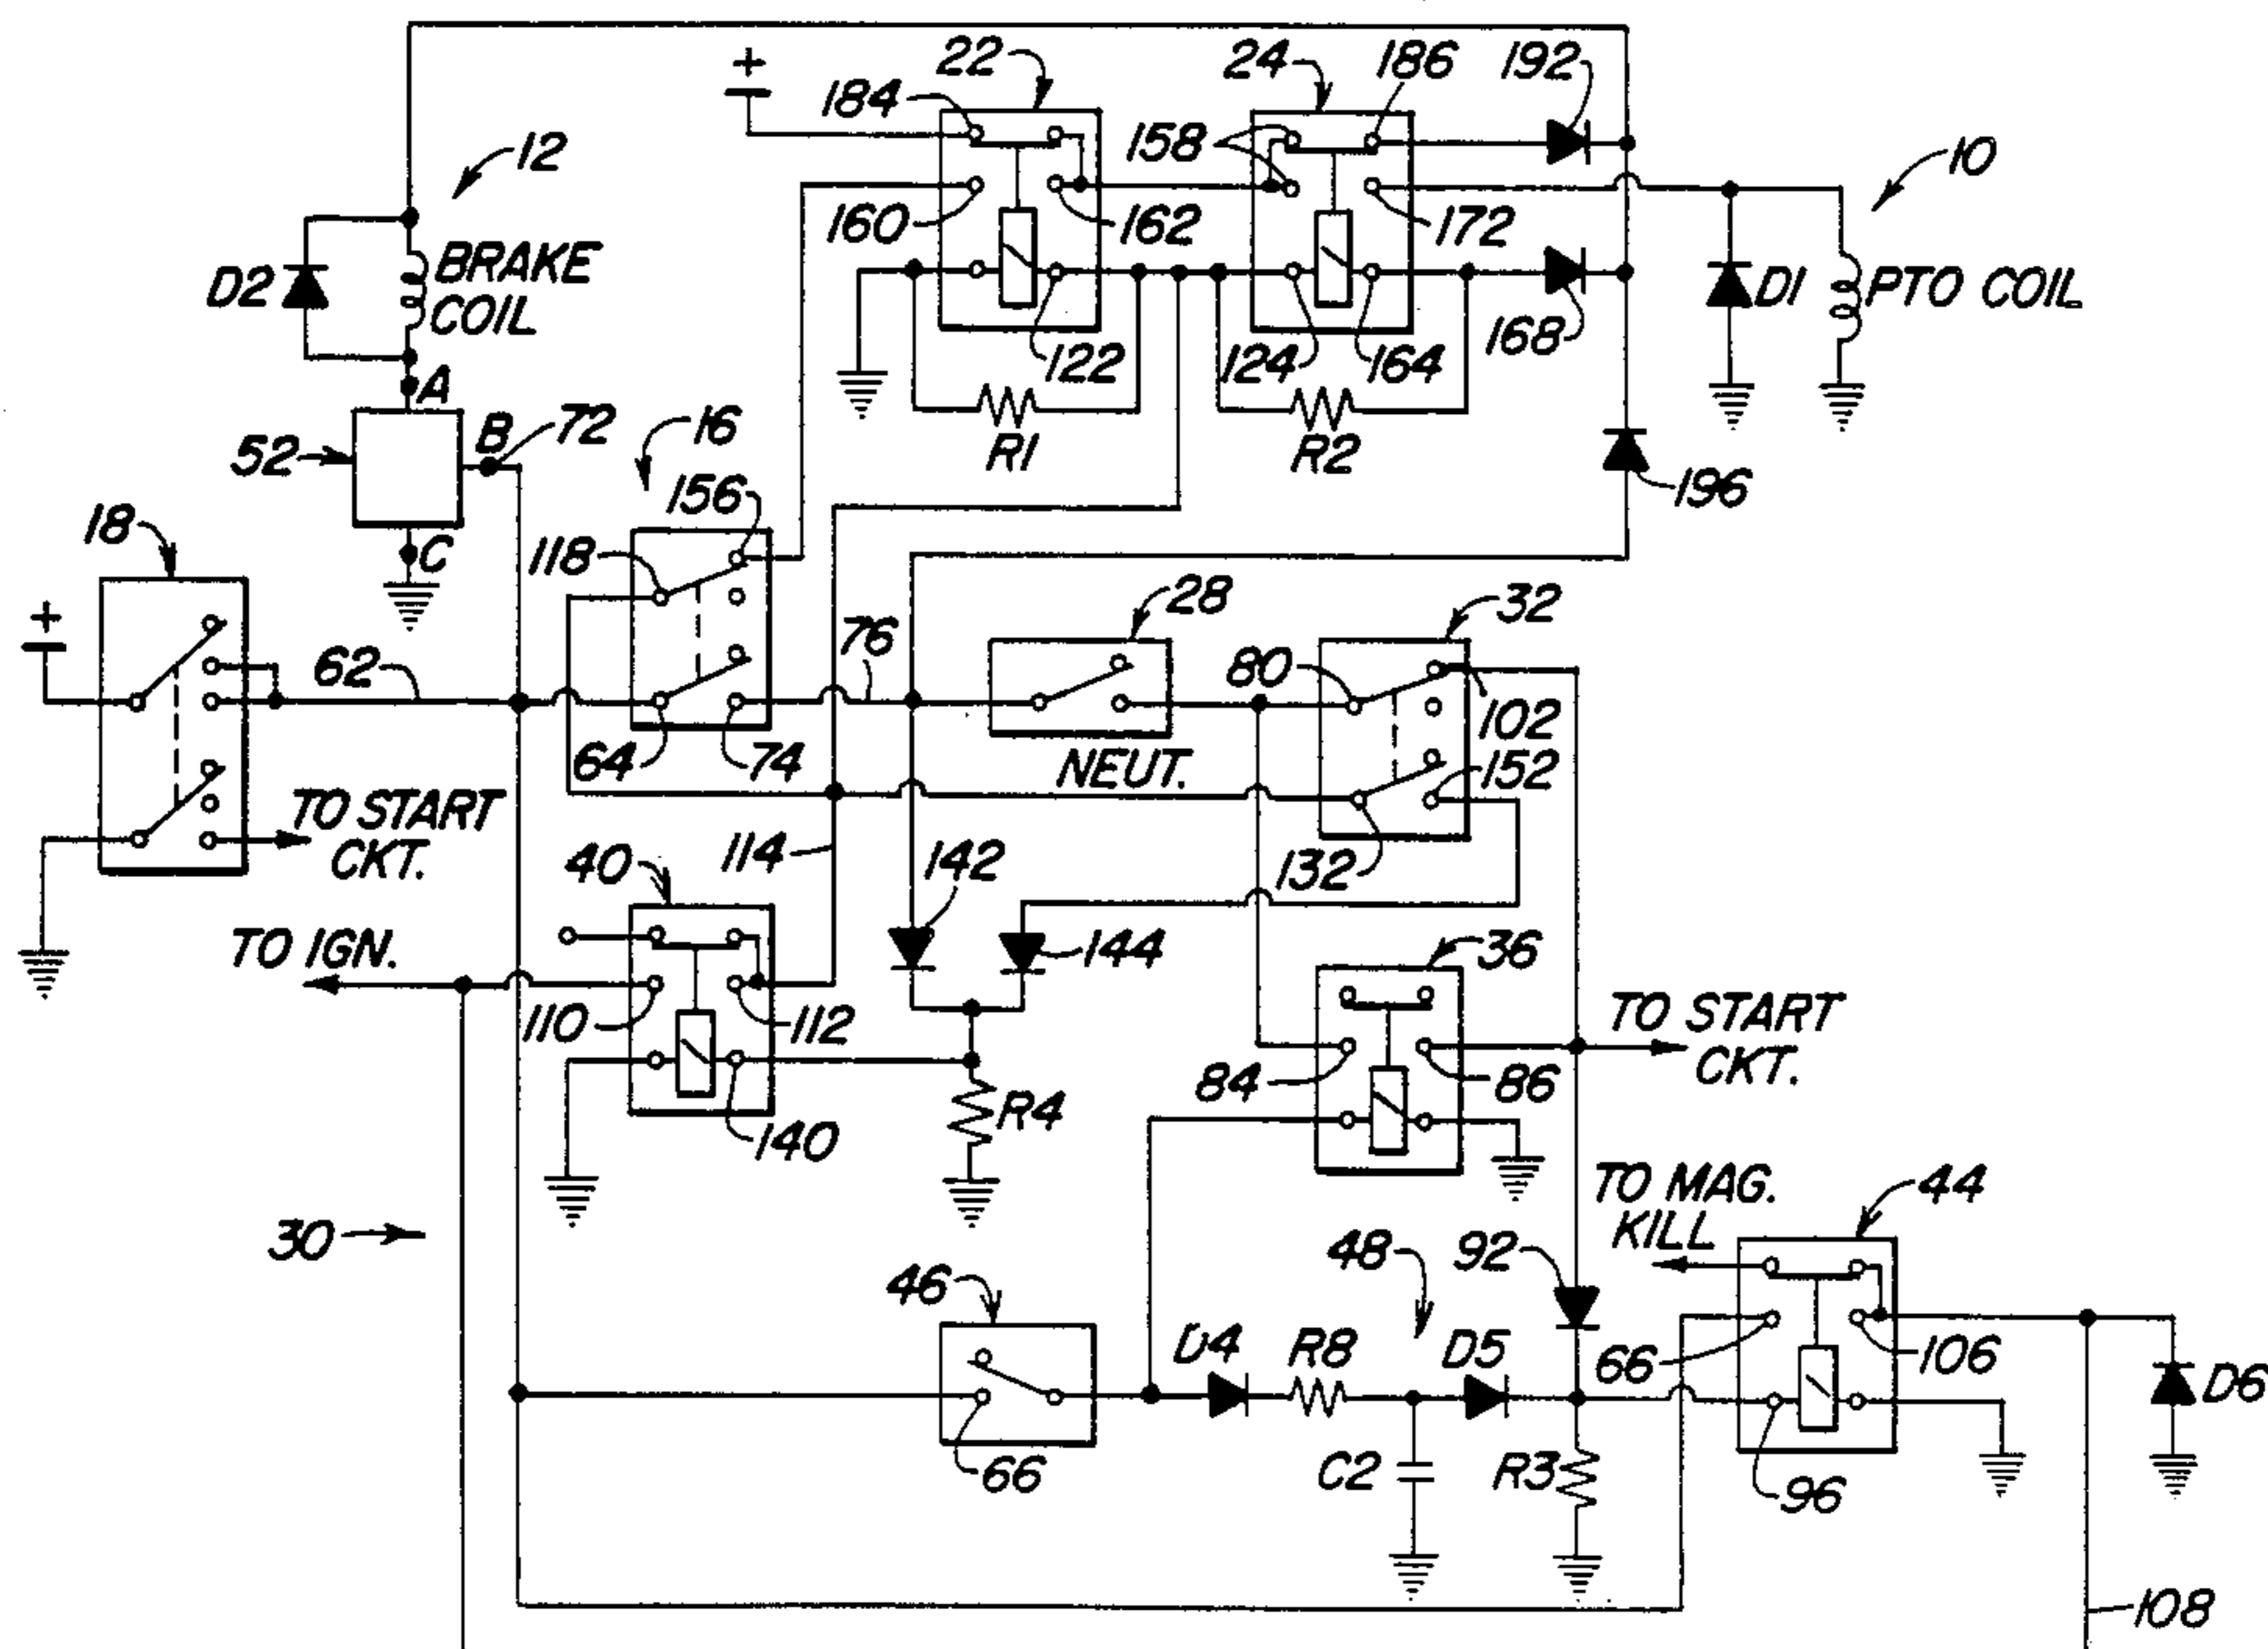 22
24
186
192
+
184
12
158
10
160
162
172
D2
BRAKE
COIL
D1
PTO COIL
122
124
164
168
A
R1
R2
16
B
72
52
156
196
18
C
118
28
32
+
62
76
80
102
64
74
NEUT.
152
TO START
CKT.
40
114
142
132
TO IGN.
144
36
110
112
TO START
CKT.
84
86
140
R4
TO MAG.
KILL
44
30
48
92
46
D4
R8
D5
66
106
D6
66
C2
R3
96
108